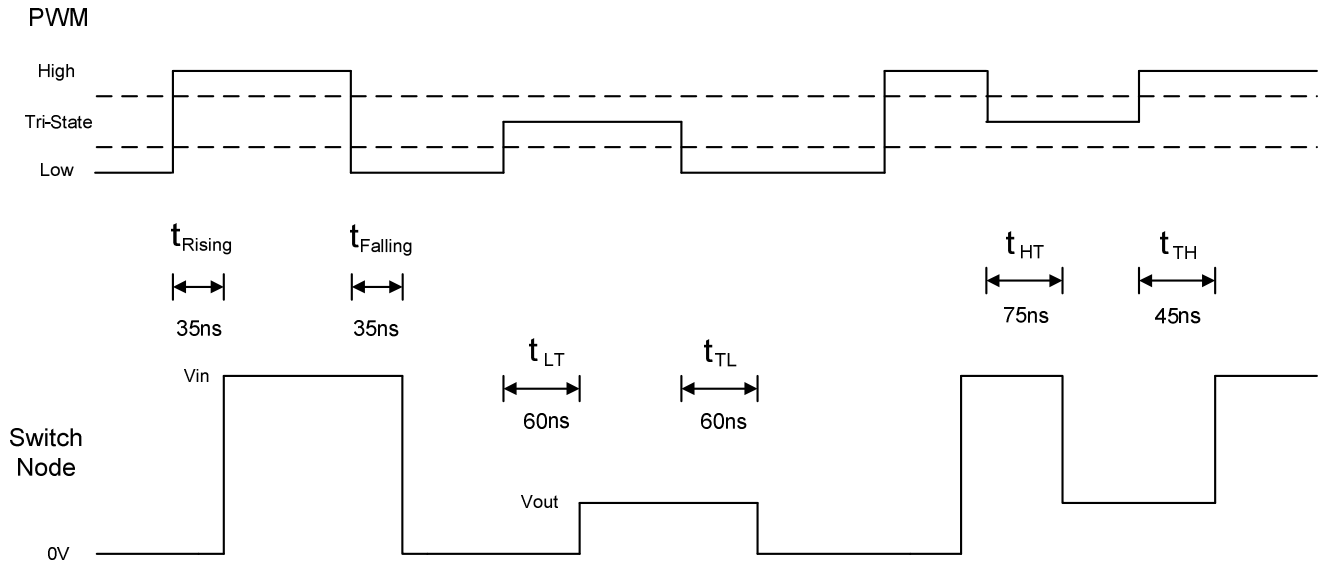 PWM
High
Tri-State
Low
tRising
tFalling
tHT
tTH
35ns
35ns
75ns
45ns
tLT
tTL
Vin
60ns
60ns
Switch
Node
Vout
0V